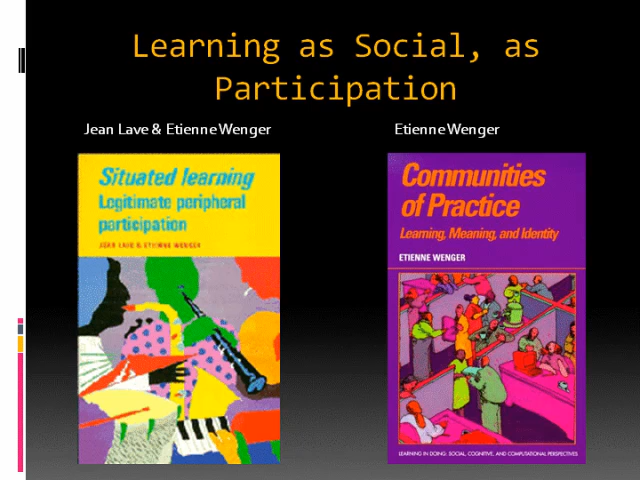 Learning as Social, as
Participation
Jean Lave & Etienne Wenger
Etienne Wenger
Situated learning
Legitimate peripheral
participation
JEAN LAVE & ETIENNE WENGER
Communities
of Practice
Learning, Meaning, and Identity
ETIENNE WENGER
LEARNING IN DOING: SOCIAL, COGNITIVE, AND COMPUTATIONAL PERSPECTIVES